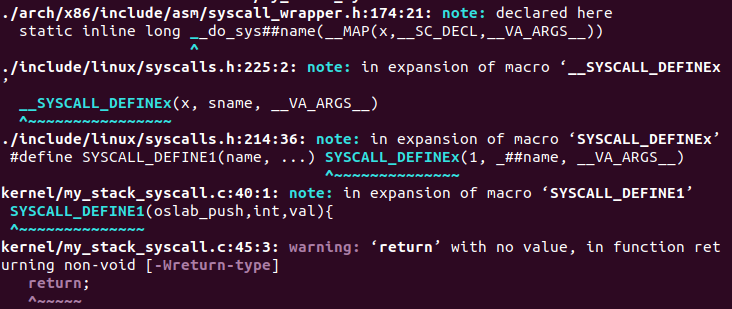 ./arch/x86/include/asm/syscall_wrapper.h:174:21: note: declared here
  static inline long __do_sys##name(__MAP(x,__SC_DECL,__VA_ARGS__))
                     ^
./include/linux/syscalls.h:225:2: note: in expansion of macro ‘__SYSCALL_DEFINEx
’
  __SYSCALL_DEFINEx(x, sname, __VA_ARGS__)
  ^~~~~~~~~~~~~~~~~
./include/linux/syscalls.h:214:36: note: in expansion of macro ‘SYSCALL_DEFINEx’
 #define SYSCALL_DEFINE1(name, ...) SYSCALL_DEFINEx(1, _##name, __VA_ARGS__)
                                    ^~~~~~~~~~~~~~~
kernel/my_stack_syscall.c:40:1: note: in expansion of macro ‘SYSCALL_DEFINE1’
 SYSCALL_DEFINE1(oslab_push,int,val){
 ^~~~~~~~~~~~~~~
kernel/my_stack_syscall.c:45:3: warning: ‘return’ with no value, in function ret
urning non-void [-Wreturn-type]
   return;
   ^~~~~~